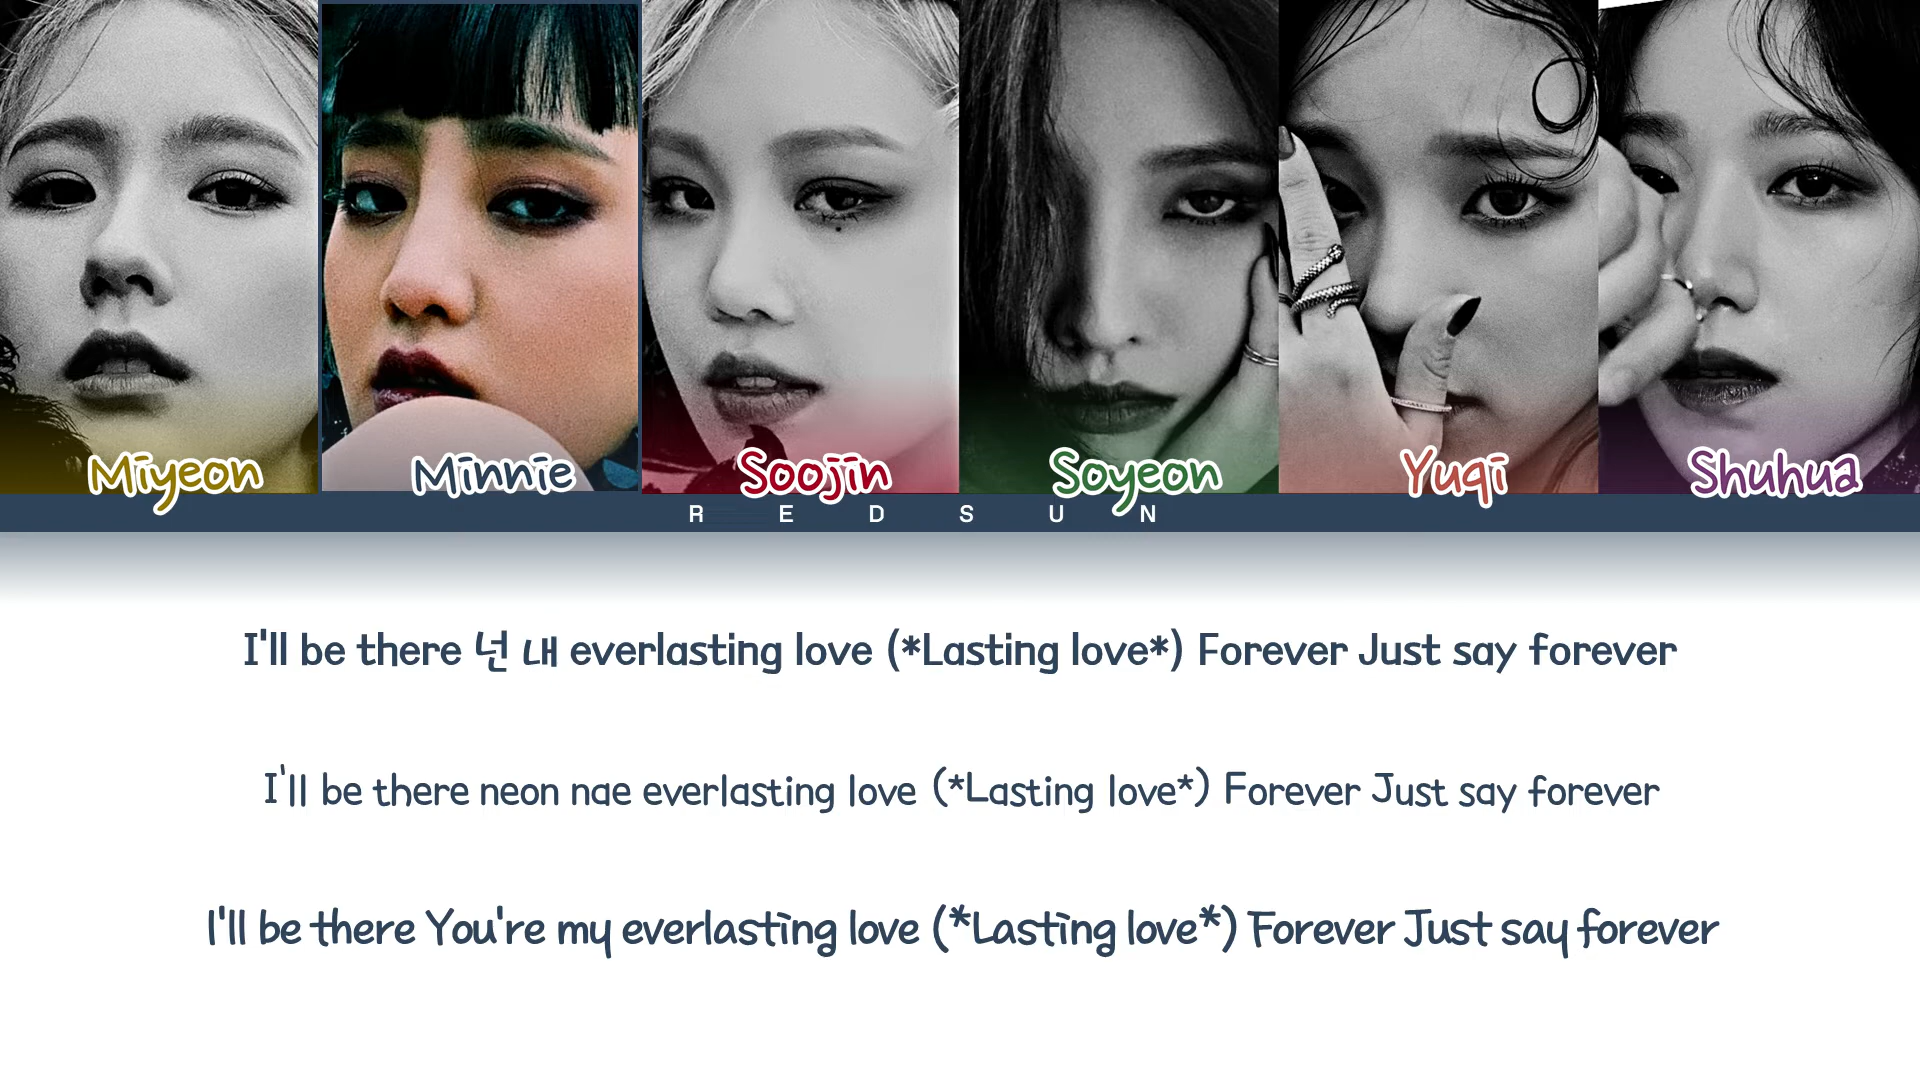 Miyeon Minnie Soojin Soyeon Yuqi Shuhua
R E D S U N
I'll be there 넌 내 everlasting love (*Lasting love*) Forever Just say forever
I'll be there neon nae everlasting love (*Lasting love*) Forever Just say forever
I'll be there You're my everlasting love (*Lasting love*) Forever Just say forever